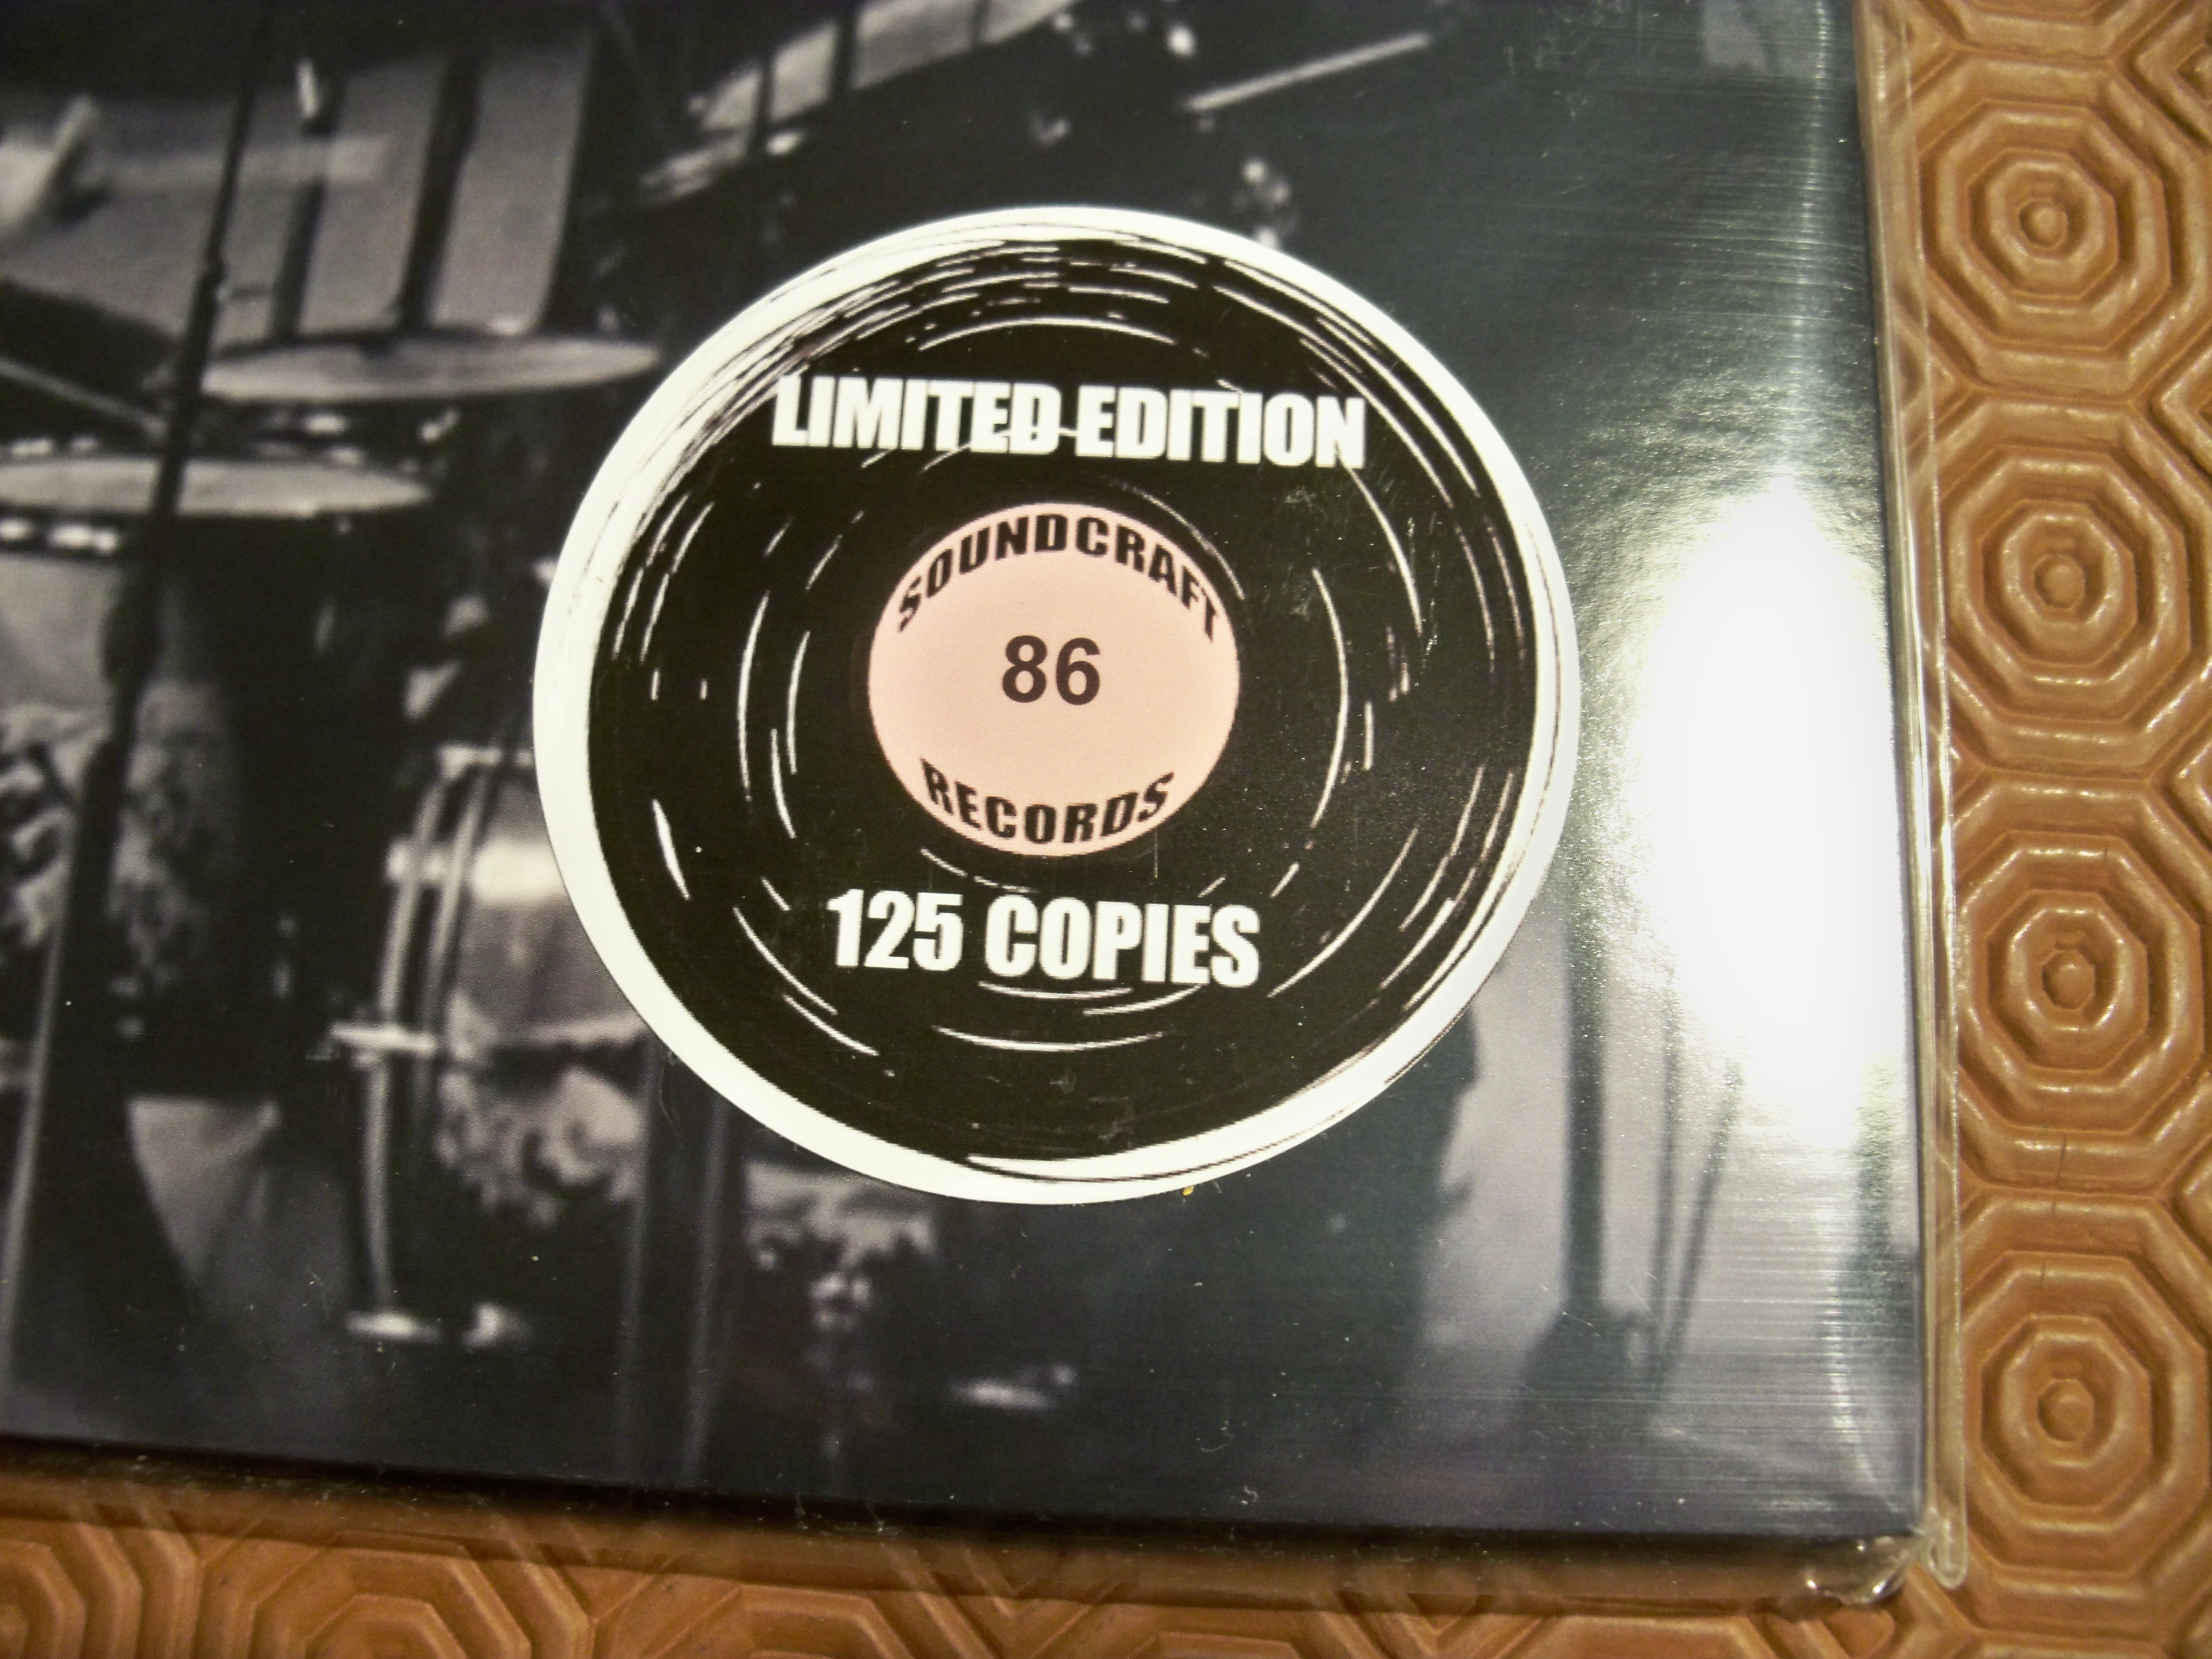 LIMITED EDITION
SOUNDCRAFT
86
RECORDS
125 COPIES